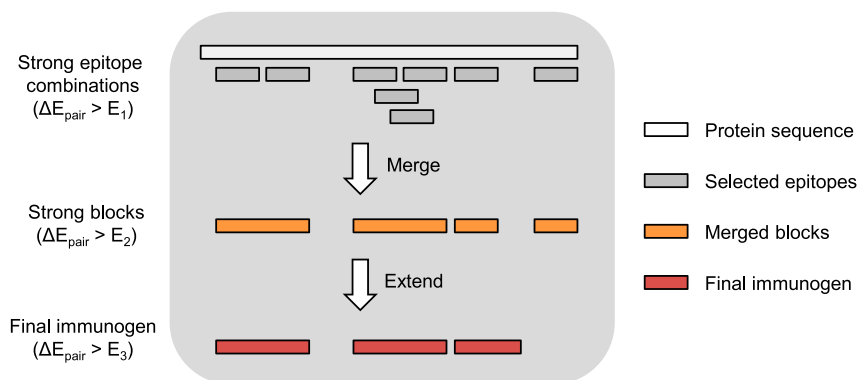 Strong epitope
combinations
(ΔE_pair > E_1)
Merge
Strong blocks
(ΔE_pair > E_2)
Extend
Final immunogen
(ΔE_pair > E_3)
Protein sequence
Selected epitopes
Merged blocks
Final immunogen